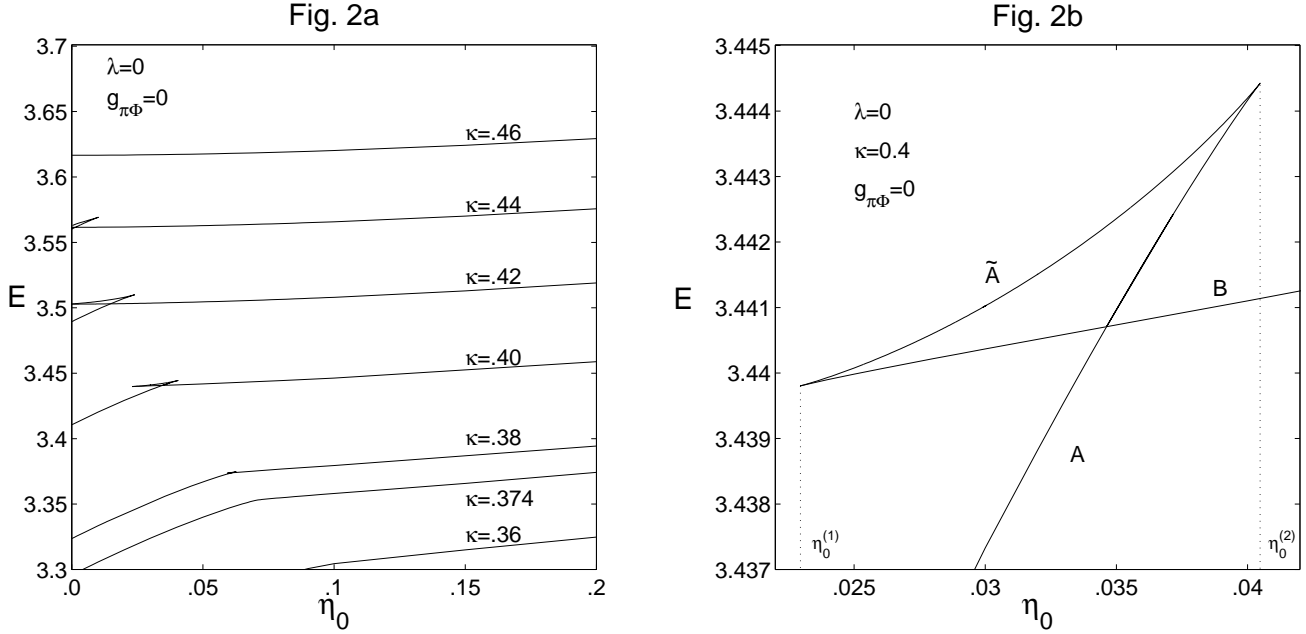 Fig. 2a
3.7
3.65
3.6
3.55
3.5
3.45
3.4
3.35
3.3
E
λ=0
g_{πΦ}=0
κ=.46
κ=.44
κ=.42
κ=.40
κ=.38
κ=.374
κ=.36
.0 .05 .1 .15 .2
η_0
Fig. 2b
3.445
3.444
3.443
3.442
3.441
3.44
3.439
3.438
3.437
E
λ=0
κ=0.4
g_{πΦ}=0
Ã
B
A
η_0^{(1)} η_0^{(2)}
.025 .03 .035 .04
η_0